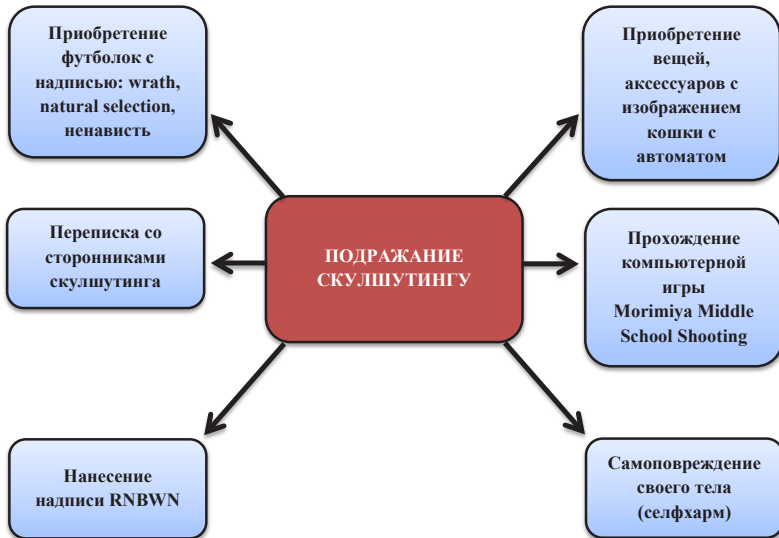 Приобретение
футболок с
надписью: wrath,
natural selection,
ненависть
Приобретение
вещей,
аксессуаров с
изображением
кошки с
автоматом
Переписка со
сторонниками
скулшутинга
ПОДРАЖАНИЕ
СКУЛШУТИНГУ
Прохождение
компьютерной
игры
Morimiya Middle
School Shooting
Нанесение
надписи RNBWN
Самоповреждение
своего тела
(селфхарм)